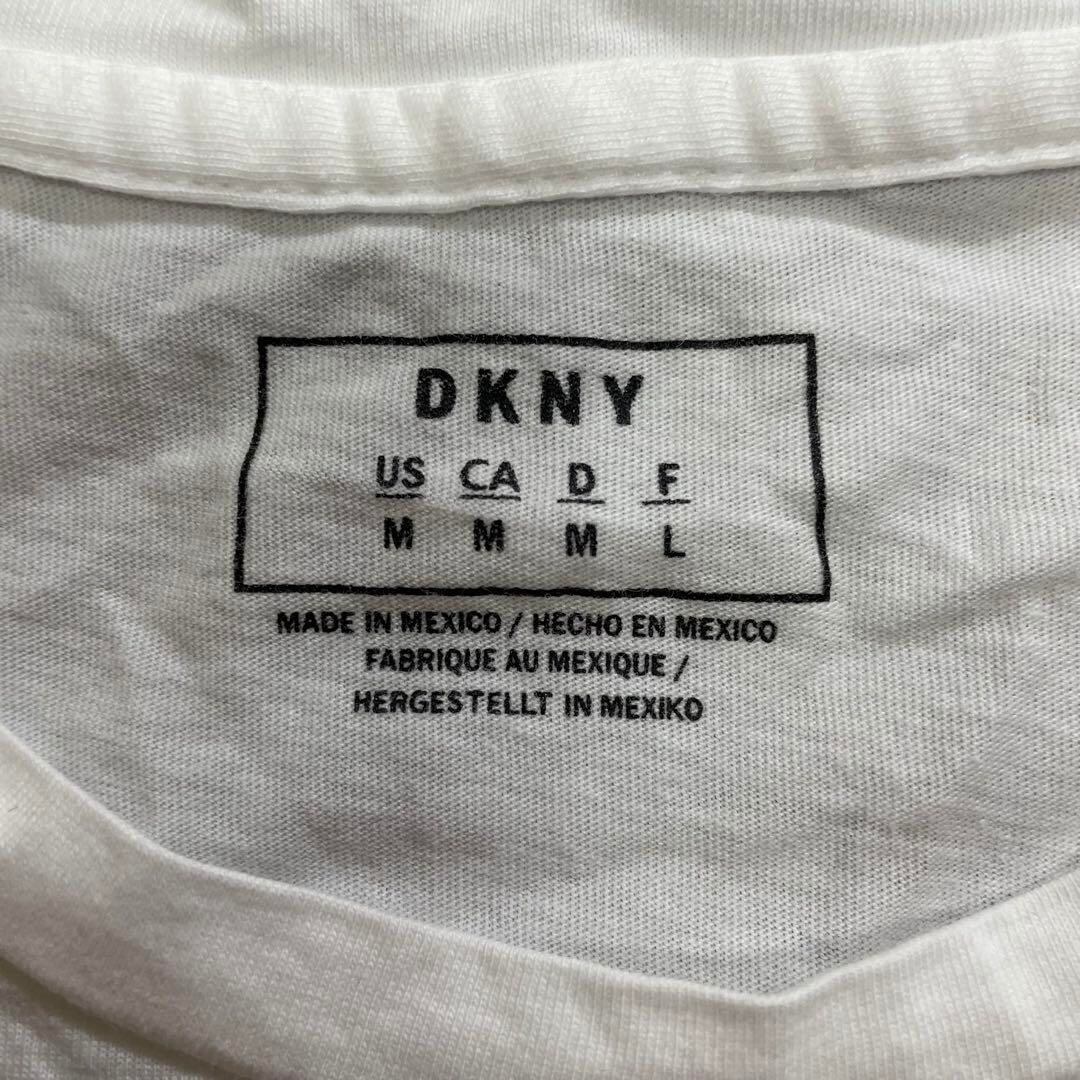 DKNY
US CA D F
M M M L
MADE IN MEXICO / HECHO EN MEXICO
FABRIQUE AU MEXIQUE /
HERGESTELLT IN MEXIKO